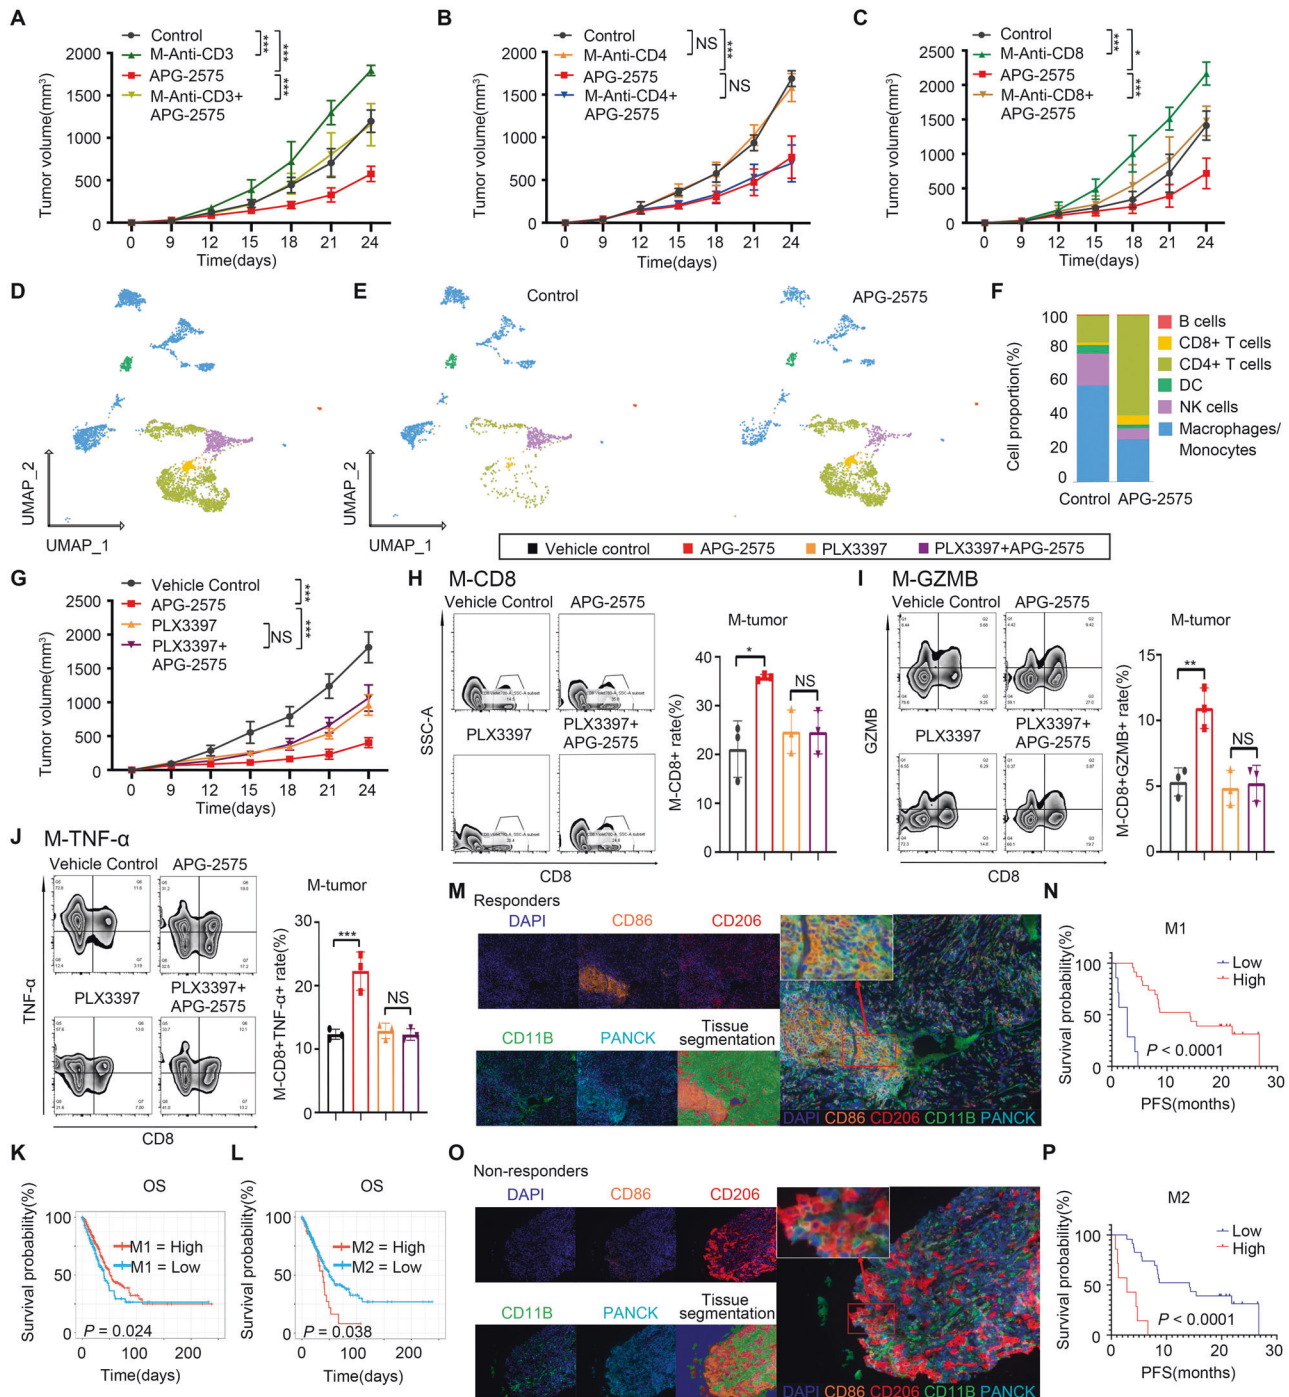 A
Control
M-Anti-CD3
APG-2575
M-Anti-CD3+
APG-2575
***
***
***
Tumor volume(mm³)
2000
1500
1000
500
0
0 9 12 15 18 21 24
Time(days)
B
Control
M-Anti-CD4
APG-2575
M-Anti-CD4+
APG-2575
NS
***
NS
Tumor volume(mm³)
2000
1500
1000
500
0
0 9 12 15 18 21 24
Time(days)
C
Control
M-Anti-CD8
APG-2575
M-Anti-CD8+
APG-2575
***
*
***
Tumor volume(mm³)
2500
2000
1500
1000
500
0
0 9 12 15 18 21 24
Time(days)
D
UMAP_2
UMAP_1
E
Control
APG-2575
UMAP_2
UMAP_1
F
Cell proportion(%)
100
80
60
40
20
0
Control APG-2575
B cells
CD8+ T cells
CD4+ T cells
DC
NK cells
Macrophages/
Monocytes
Vehicle control APG-2575 PLX3397 PLX3397+APG-2575
G
Vehicle Control
APG-2575
PLX3397
PLX3397+
APG-2575
***
NS
***
Tumor volume(mm³)
2500
2000
1500
1000
500
0
0 9 12 15 18 21 24
Time(days)
H M-CD8
Vehicle Control APG-2575
PLX3397 PLX3397+
APG-2575
SSC-A
CD8
M-tumor
M-CD8+ rate(%)
40
30
20
10
0
*
NS
I M-GZMB
Vehicle Control APG-2575
PLX3397 PLX3397+
APG-2575
GZMB
CD8
M-tumor
M-CD8+GZMB+ rate(%)
15
10
5
0
**
NS
J M-TNF-α
Vehicle Control APG-2575
PLX3397 PLX3397+
APG-2575
TNF-α
CD8
M-tumor
M-CD8+TNF-α+ rate(%)
30
20
10
0
***
NS
K
OS
Survival probability(%)
100
50
0
M1 = High
M1 = Low
P = 0.024
0 100 200
Time(days)
L
OS
Survival probability(%)
100
50
0
M2 = High
M2 = Low
P = 0.038
0 100 200
Time(days)
M
Responders
DAPI CD86 CD206
CD11B PANCK Tissue
segmentation
DAPI CD86 CD206 CD11B PANCK
N
M1
Survival probability(%)
100
50
0
Low
High
P < 0.0001
0 10 20 30
PFS(months)
O
Non-responders
DAPI CD86 CD206
CD11B PANCK Tissue
segmentation
DAPI CD86 CD206 CD11B PANCK
P
M2
Survival probability(%)
100
50
0
Low
High
P < 0.0001
0 10 20 30
PFS(months)